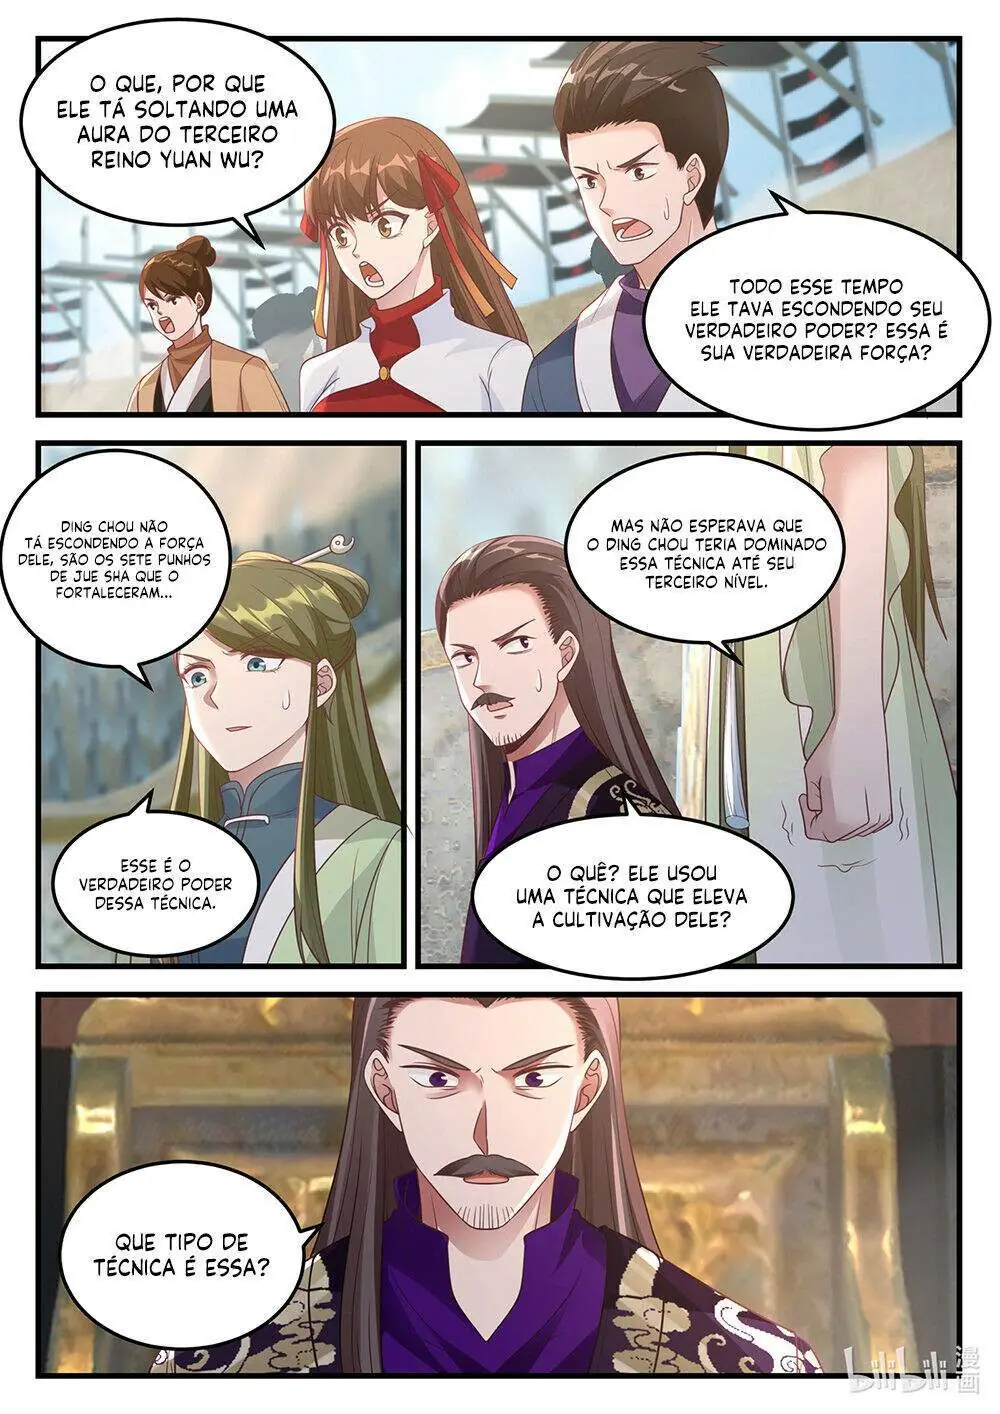 O QUE, POR QUE
ELE TÁ SOLTANDO UMA
AURA DO TERCEIRO
REINO YUAN WU?
TODO ESSE TEMPO
ELE TAVA ESCONDENDO SEU
VERDADEIRO PODER? ESSA É
SUA VERDADEIRA FORÇA?
DING CHOU NÃO
TÁ ESCONDENDO A FORÇA
DELE, SÃO OS SETE PUNHOS
DE JUE SHA QUE O
FORTALECERAM...
ESSE É O
VERDADEIRO PODER
DESSA TÉCNICA.
MAS NÃO ESPERAVA QUE
O DING CHOU TERIA DOMINADO
ESSA TÉCNICA ATÉ SEU
TERCEIRO NÍVEL.
O QUÊ? ELE USOU
UMA TÉCNICA QUE ELEVA
A CULTIVAÇÃO DELE?
QUE TIPO DE
TÉCNICA É ESSA?
bilibili 漫画